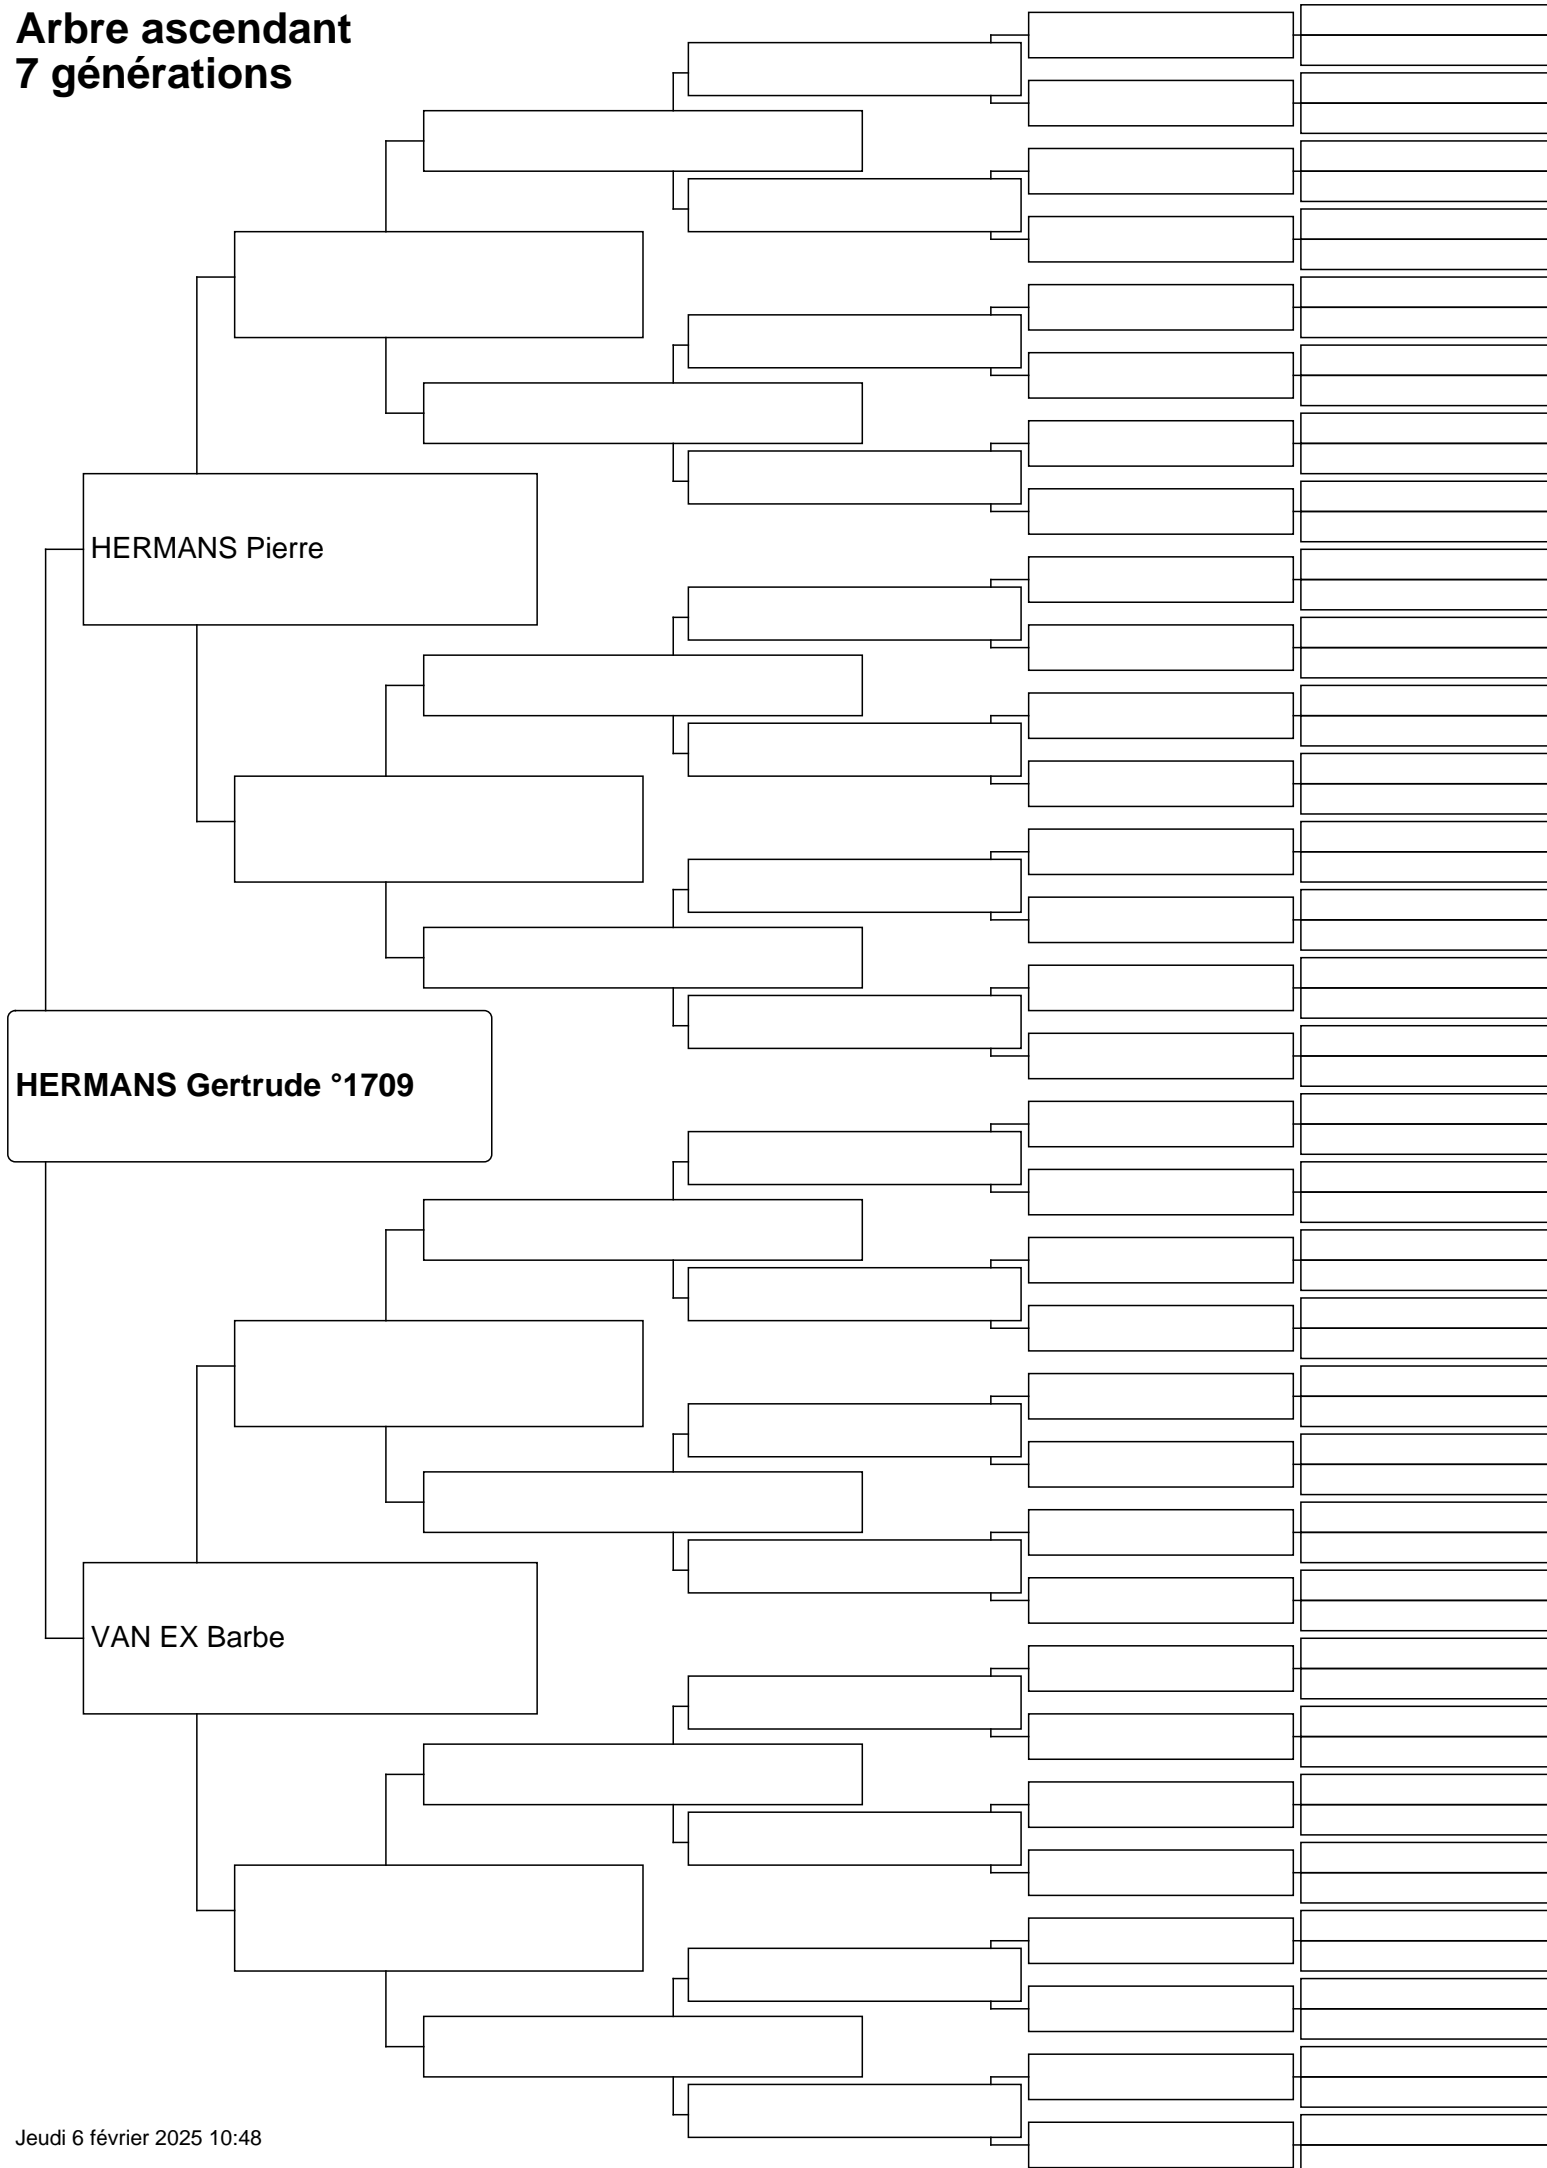 Arbre ascendant
7 générations
HERMANS Pierre
HERMANS Gertrude °1709
VAN EX Barbe
Jeudi 6 février 2025 10:48